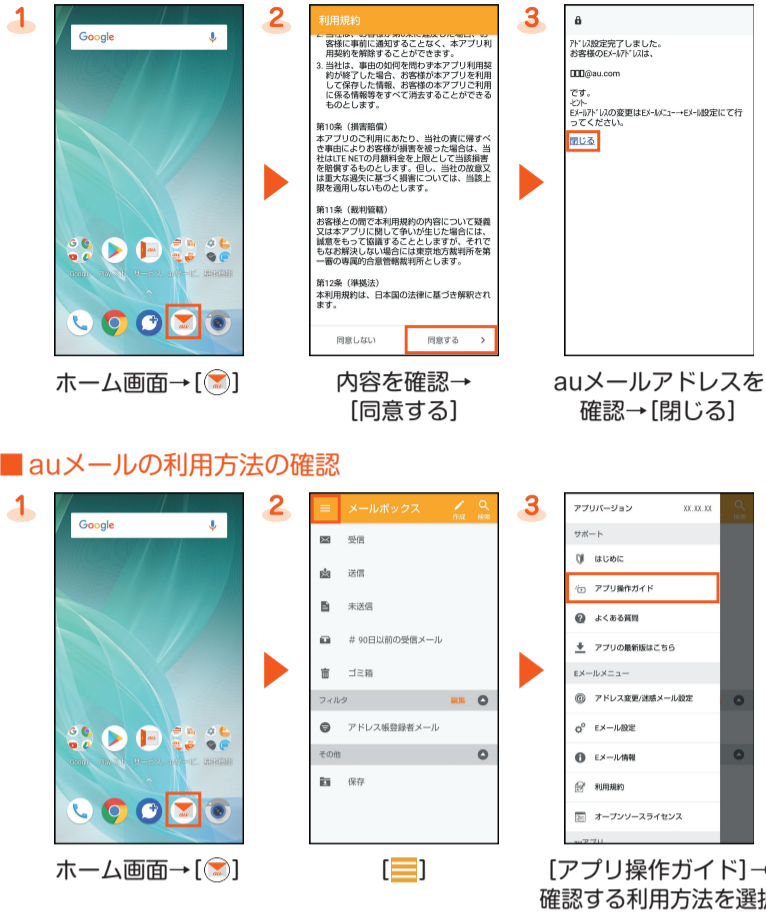 1
2
3
Google
利用規約
客様に事前に通知することなく、本アプリ利
用契約を解除することができます。
3. 当社は、事由の如何を問わず本アプリ利用契
約が終了した場合、お客様が本アプリを利用
して保存した情報、お客様の本アプリご利用
に係る情報等をすべて消去することができる
ものとします。
第10条（損害賠償）
本アプリのご利用にあたり、当社の責に帰すべ
き事由によりお客様が損害を被った場合は、当
社はLTE NETの月額料金を上限として当該損害
を賠償するものとします。但し、当社の故意又
は重大な過失に基づく損害については、当該上
限を適用しないものとします。
第11条（裁判管轄）
お客様との間で本利用規約の内容について疑義
又は本アプリに関して争いが生じた場合には、
誠意をもって協議することとしますが、それで
もなお解決しない場合には東京地方裁判所を第
一審の専属的合意管轄裁判所とします。
第12条（準拠法）
本利用規約は、日本国の法律に基づき解釈され
ます。
同意しない
同意する
ｱﾄﾞﾚｽ設定完了しました。
お客様のEﾒｰﾙｱﾄﾞﾚｽは、
□□□@au.com
です。
-ﾋﾝﾄ-
Eﾒｰﾙｱﾄﾞﾚｽの変更はEﾒｰﾙﾒﾆｭｰ→Eﾒｰﾙ設定にて行
ってください。
閉じる
ホーム画面→[au]
内容を確認→
[同意する]
auメールアドレスを
確認→[閉じる]
■ auメールの利用方法の確認
1
2
3
Google
メールボックス
作成
検索
受信
送信
未送信
# 90日以前の受信メール
ゴミ箱
フィルタ
編集
アドレス帳登録者メール
その他
保存
アプリバージョン XX.XX.XX
サポート
はじめに
アプリ操作ガイド
よくある質問
アプリの最新版はこちら
Eメールメニュー
アドレス変更/迷惑メール設定
Eメール設定
Eメール情報
利用規約
オープンソースライセンス
ホーム画面→[au]
[≡]
[アプリ操作ガイド]→
確認する利用方法を選択